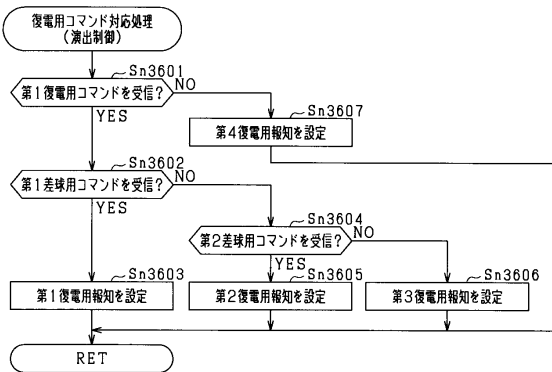 復電用コマンド対応処理
(演出制御)
Sn3601
第1復電用コマンドを受信?
NO
YES
Sn3607
第4復電用報知を設定
Sn3602
第1差球用コマンドを受信?
NO
YES
Sn3604
第2差球用コマンドを受信?
NO
YES
Sn3603
第1復電用報知を設定
Sn3605
第2復電用報知を設定
Sn3606
第3復電用報知を設定
RET